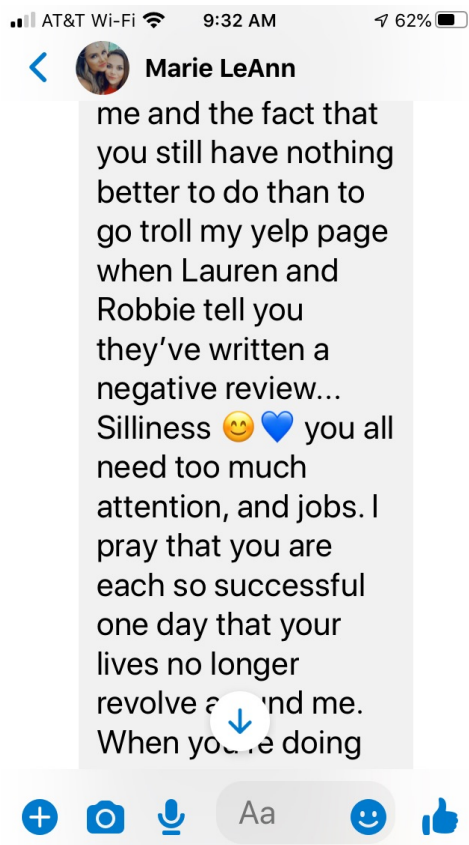 AT&T Wi-Fi 9:32 AM 62%
Marie LeAnn
me and the fact that
you still have nothing
better to do than to
go troll my yelp page
when Lauren and
Robbie tell you
they’ve written a
negative review...
Silliness 😊💙 you all
need too much
attention, and jobs. I
pray that you are
each so successful
one day that your
lives no longer
revolve around me.
When you're doing
Aa